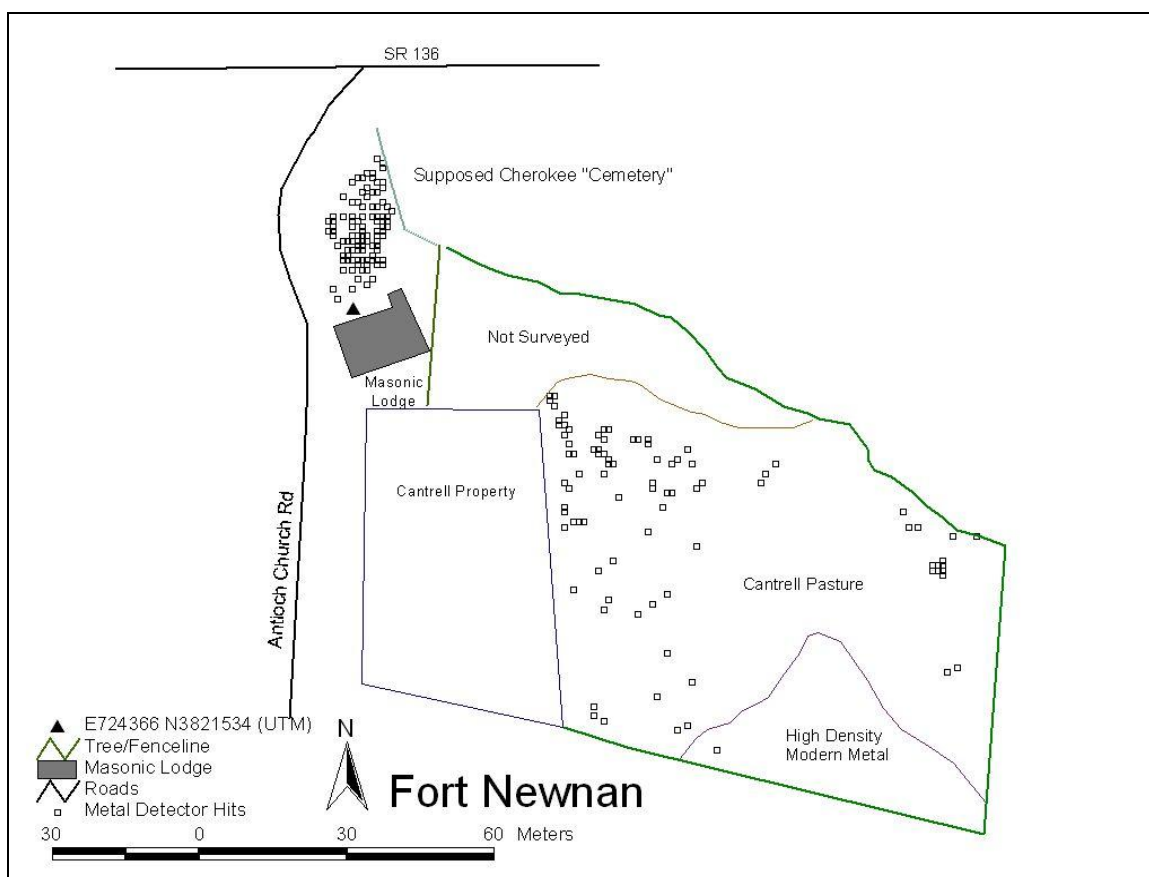 SR 136
Supposed Cherokee "Cemetery"
Not Surveyed
Masonic
Lodge
Cantrell Property
Antioch Church Rd
Cantrell Pasture
High Density
Modern Metal
E724366 N3821534 (UTM)
Tree/Fenceline
Masonic Lodge
Roads
Metal Detector Hits
N
Fort Newnan
30 0 30 60 Meters